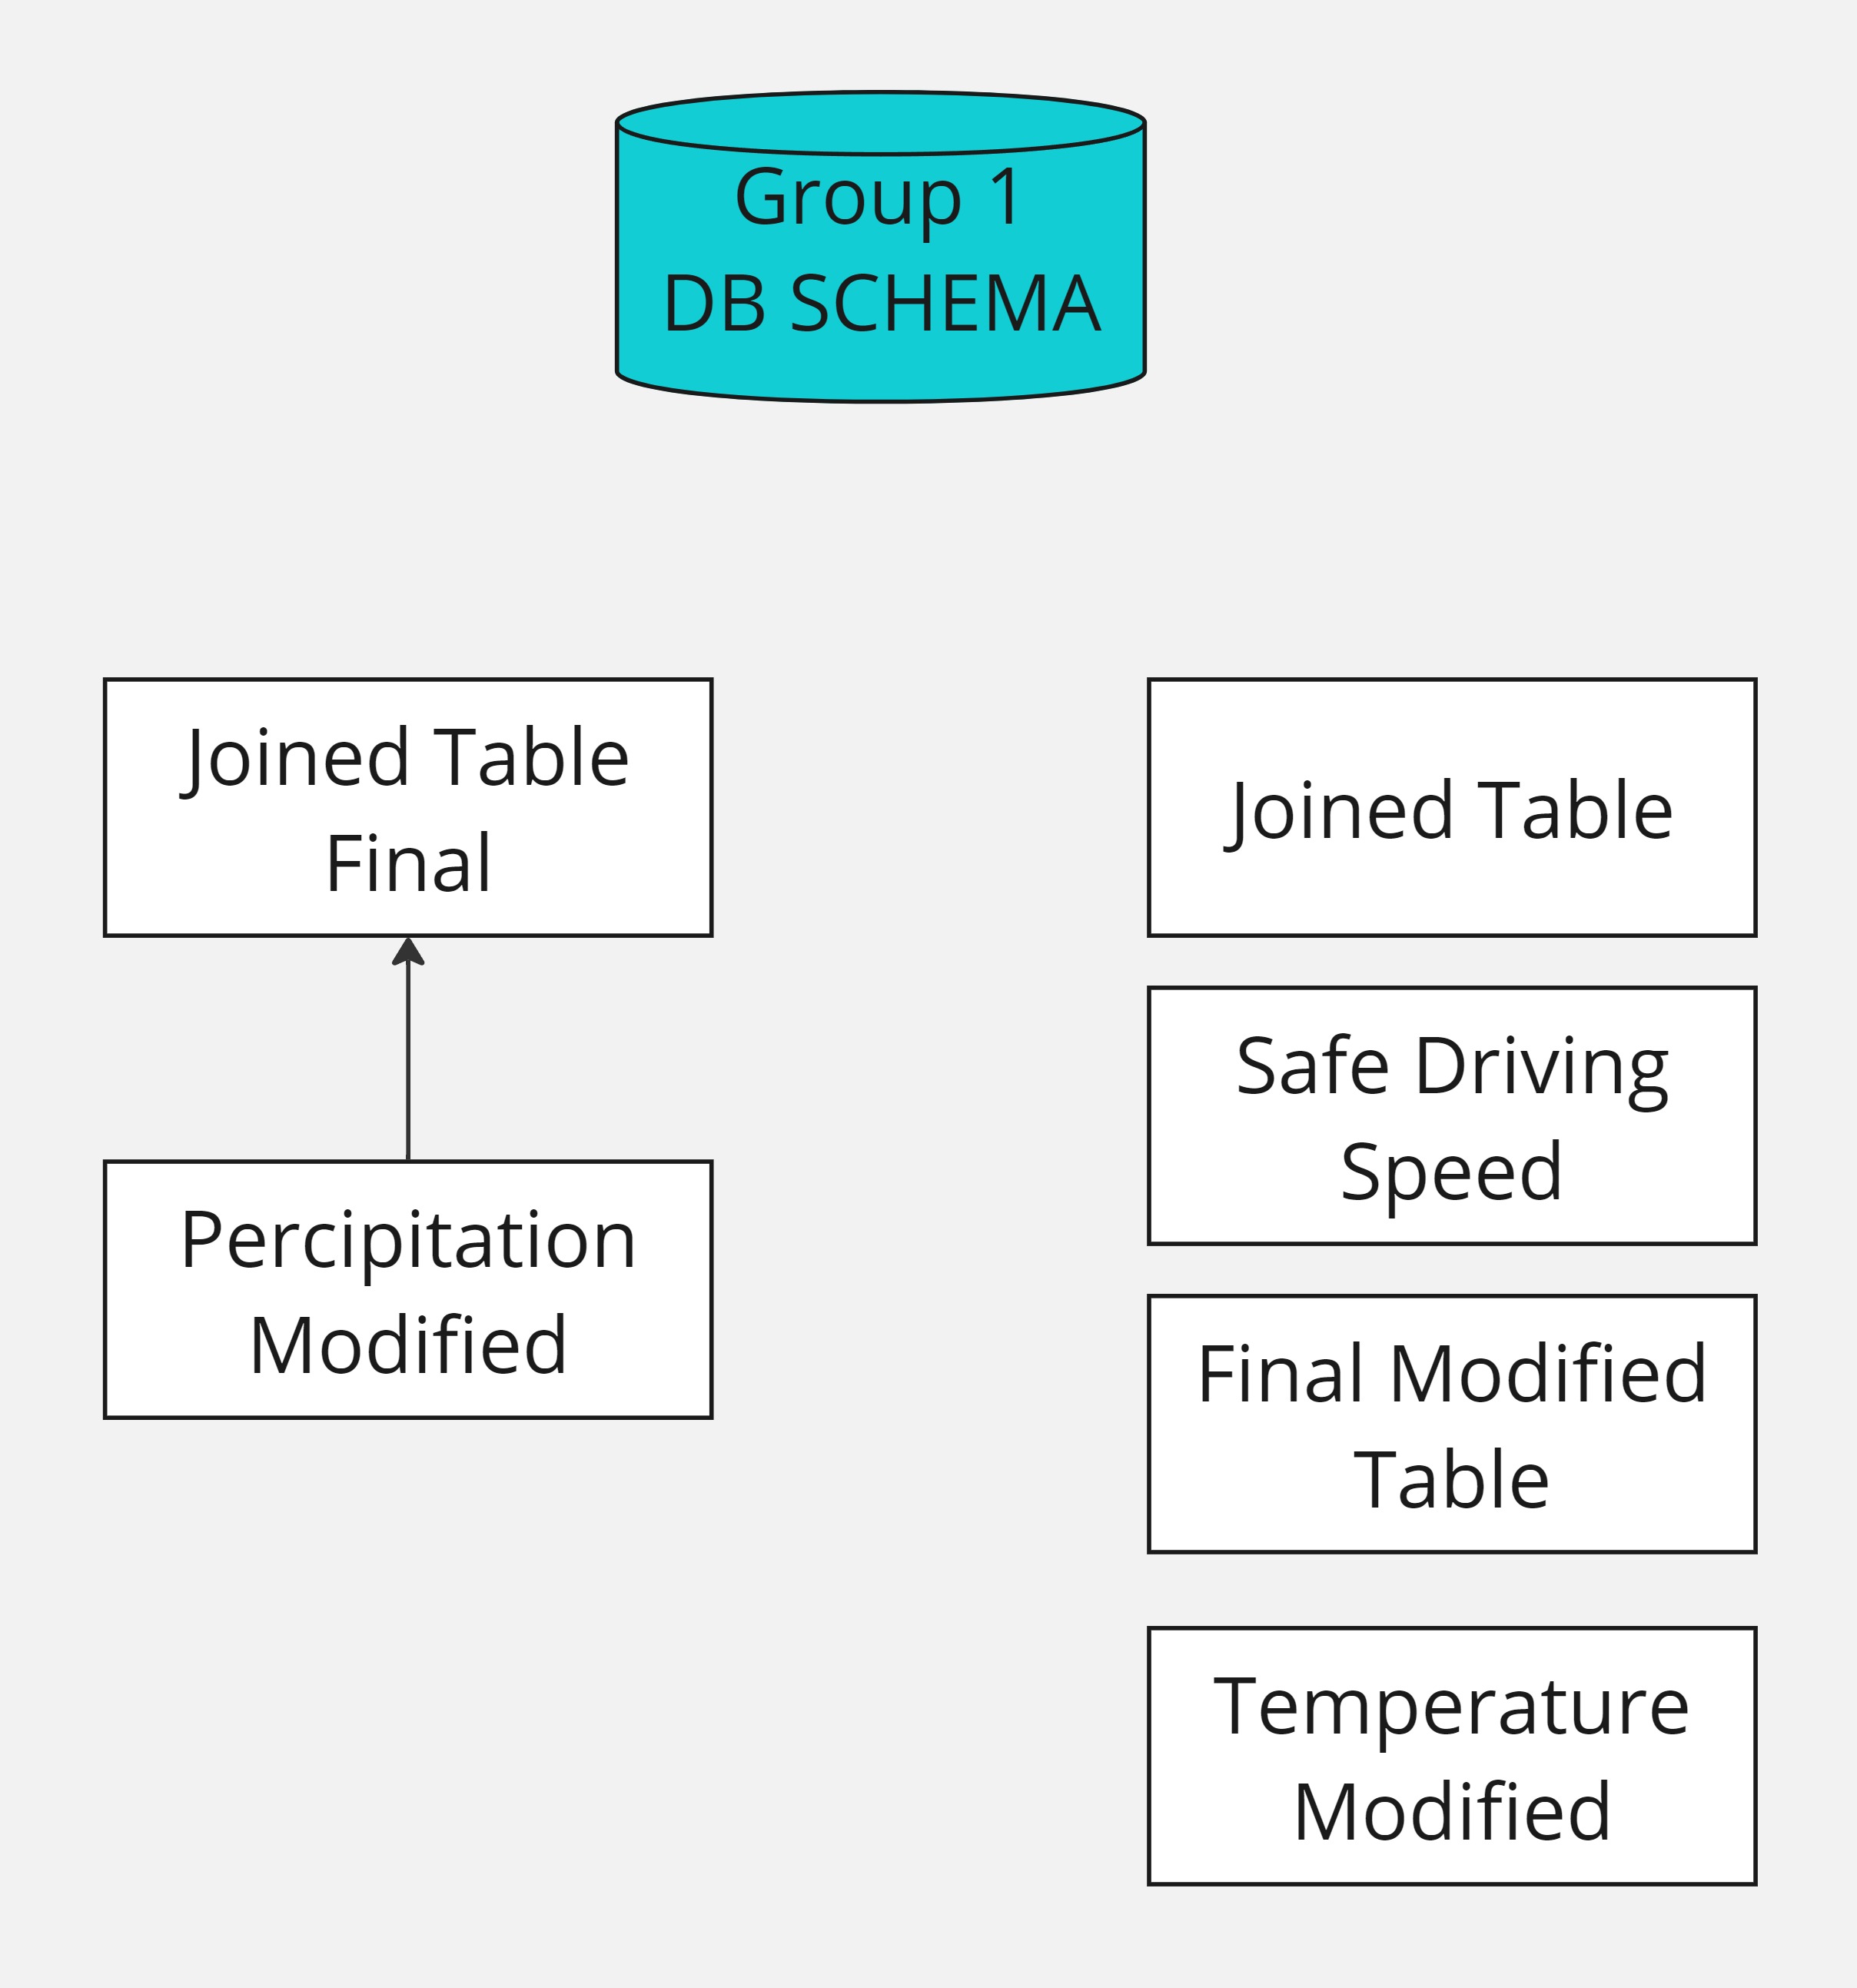 Group 1
DB SCHEMA
Joined Table
Final
Percipitation
Modified
Joined Table
Safe Driving
Speed
Final Modified
Table
Temperature
Modified